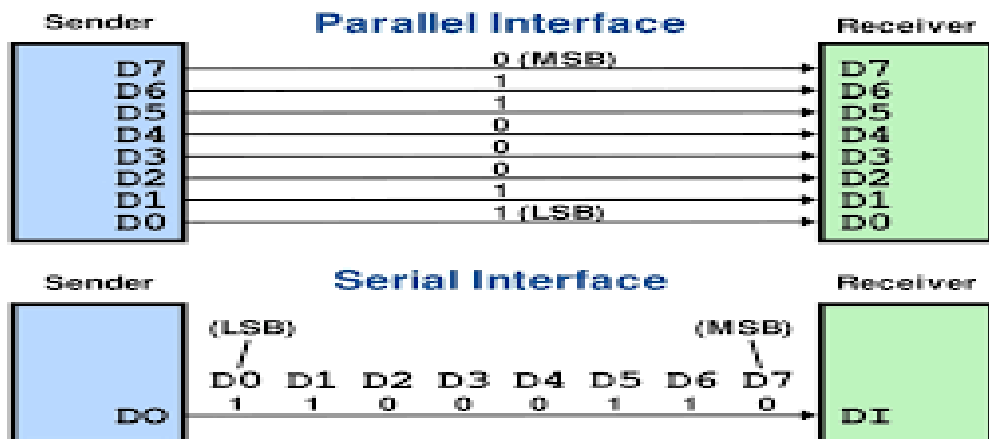 Sender Parallel Interface Receiver
D7 0 (MSB) D7
D6 1 D6
D5 1 D5
D4 0 D4
D3 0 D3
D2 0 D2
D1 1 D1
D0 1 (LSB) D0
Sender Serial Interface Receiver
(LSB) (MSB)
D0 D1 D2 D3 D4 D5 D6 D7
1 1 0 0 0 1 1 0
DO DI